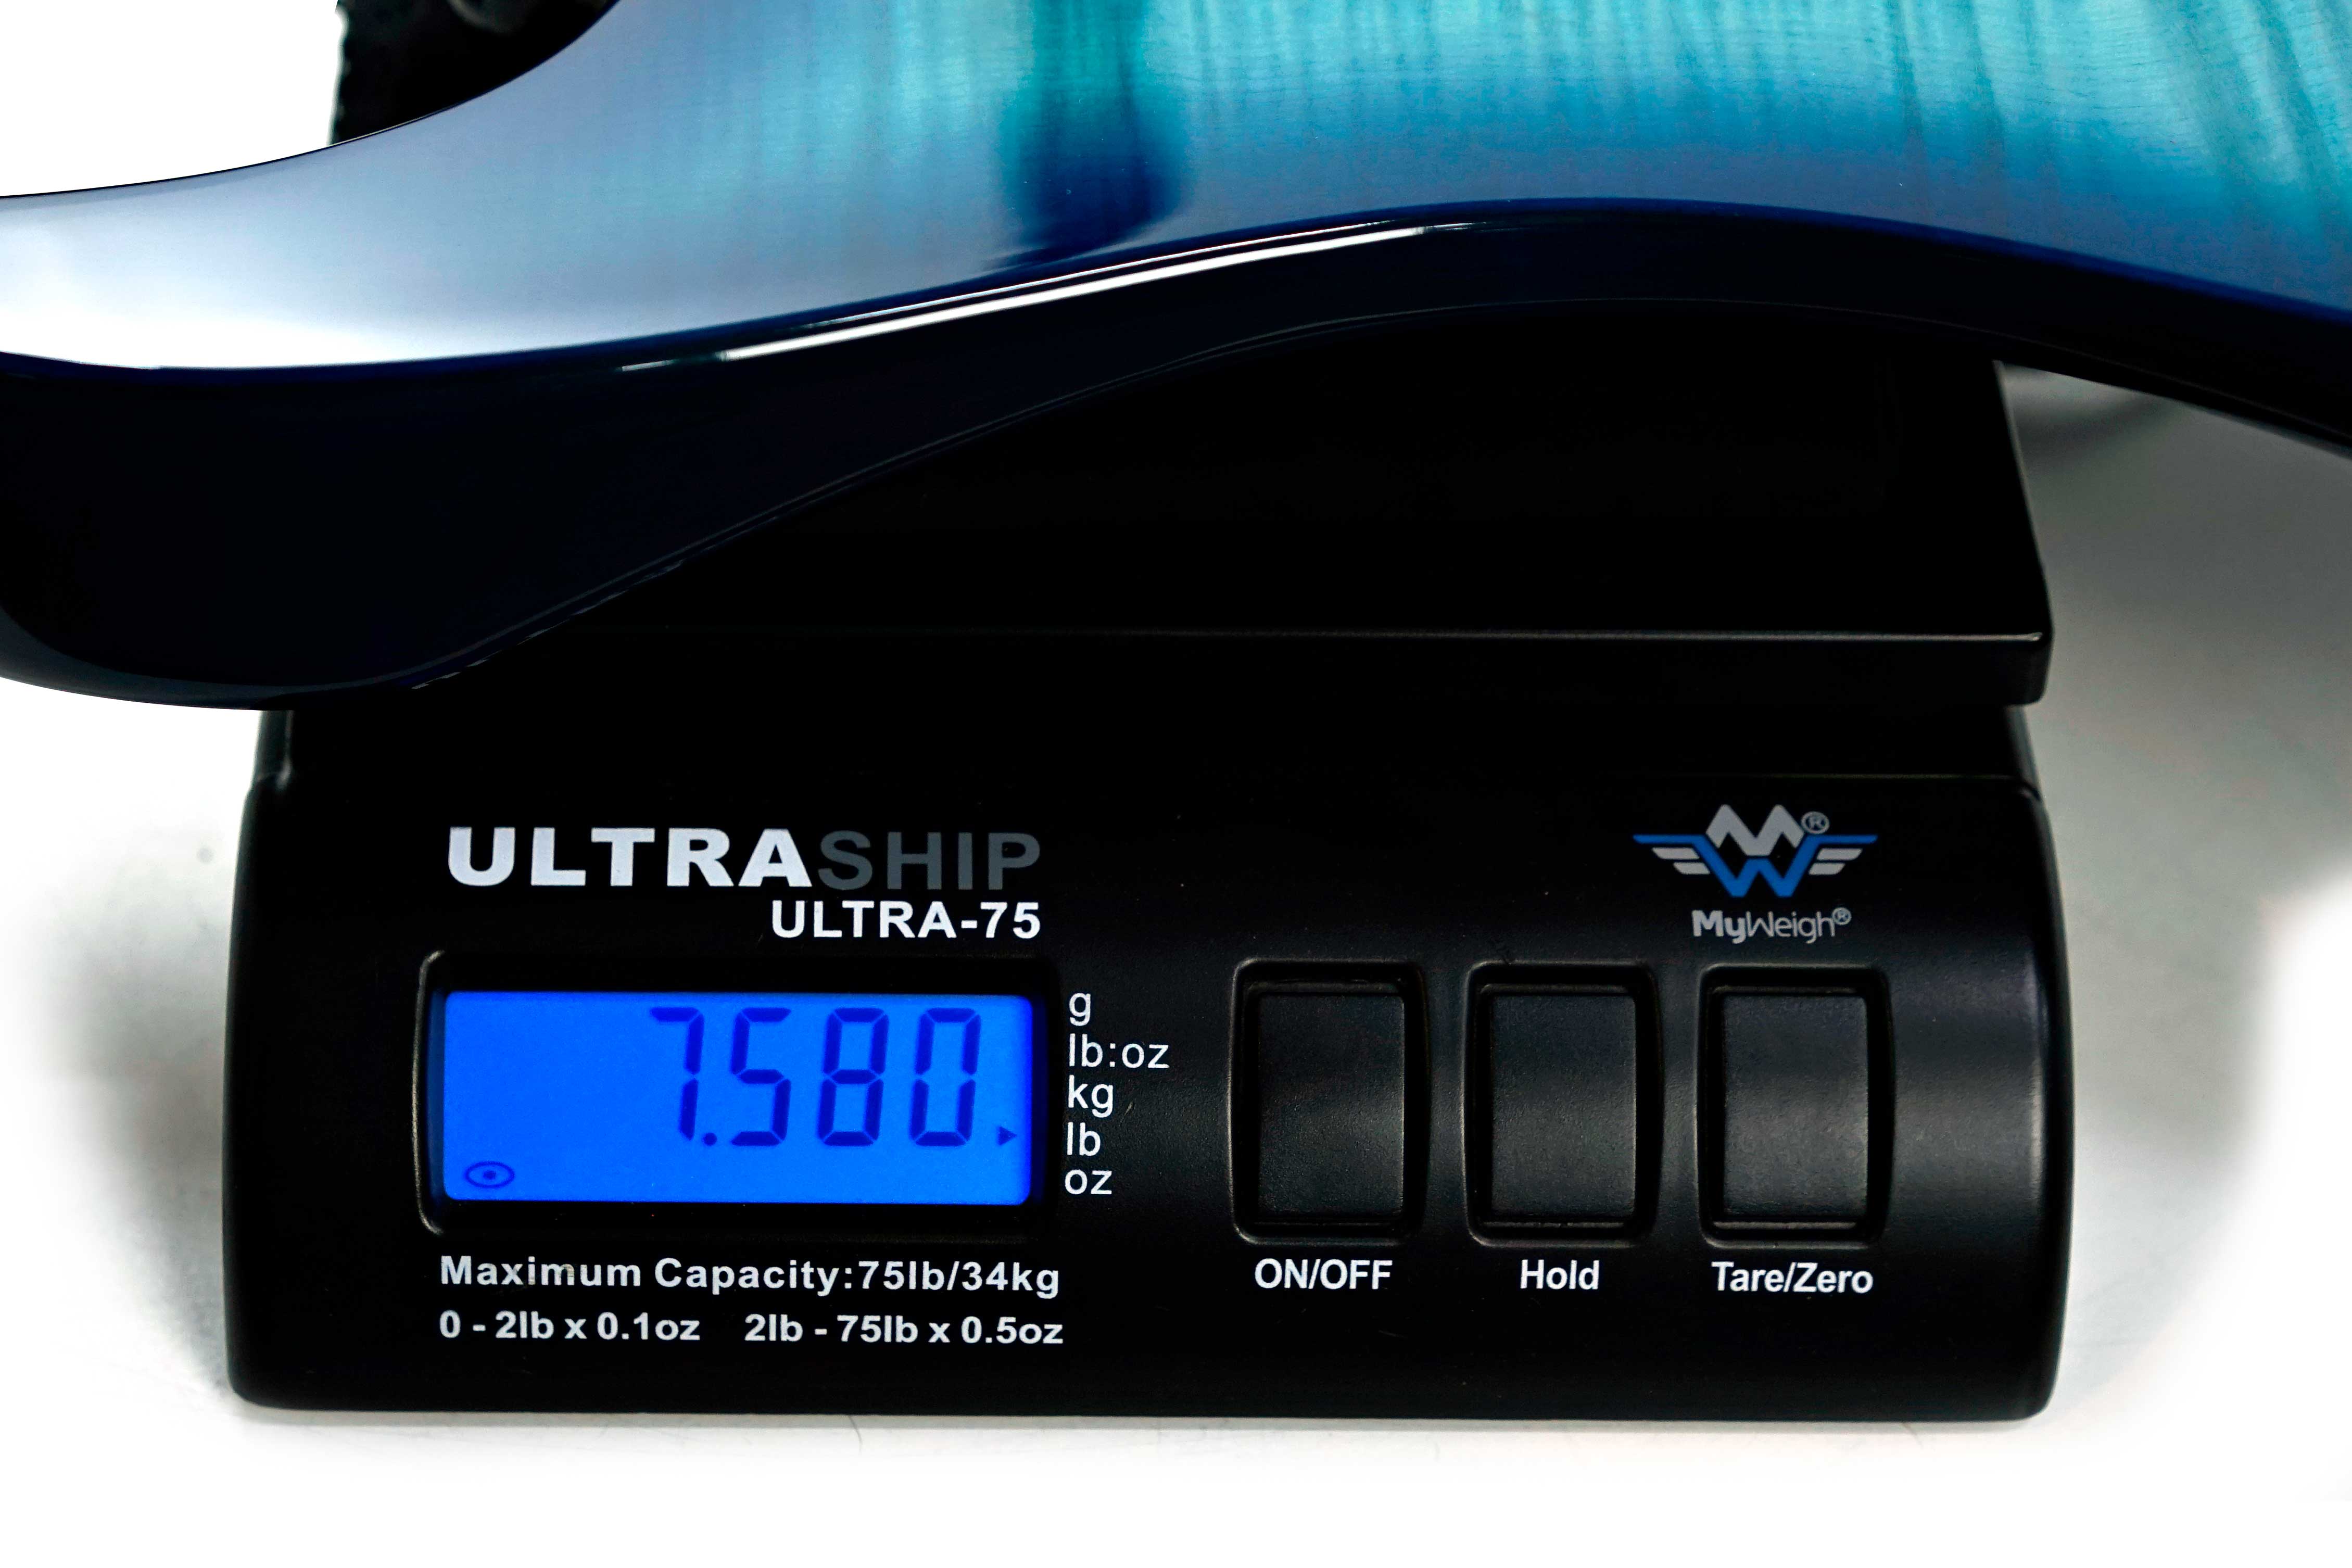 ULTRASHIP
ULTRA-75
MW®
MyWeigh®
7.580
g
lb:oz
kg
lb
oz
Maximum Capacity:75lb/34kg
0 - 2lb x 0.1oz 2lb - 75lb x 0.5oz
ON/OFF
Hold
Tare/Zero